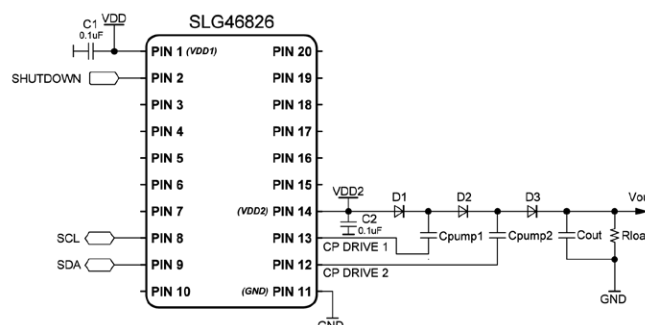 SLG46826
C1
VDD
0.1uF
PIN 1 (VDD1)
PIN 20
SHUTDOWN
PIN 2
PIN 19
PIN 3
PIN 18
PIN 4
PIN 17
PIN 5
PIN 16
PIN 6
PIN 15
VDD2
D1
D2
D3
PIN 7
(VDD2) PIN 14
C2
0.1uF
SCL
PIN 8
PIN 13
CP DRIVE 1
Cpump1
Cpump2
Cout
SDA
PIN 9
PIN 12
CP DRIVE 2
PIN 10
(GND) PIN 11
GND
GND